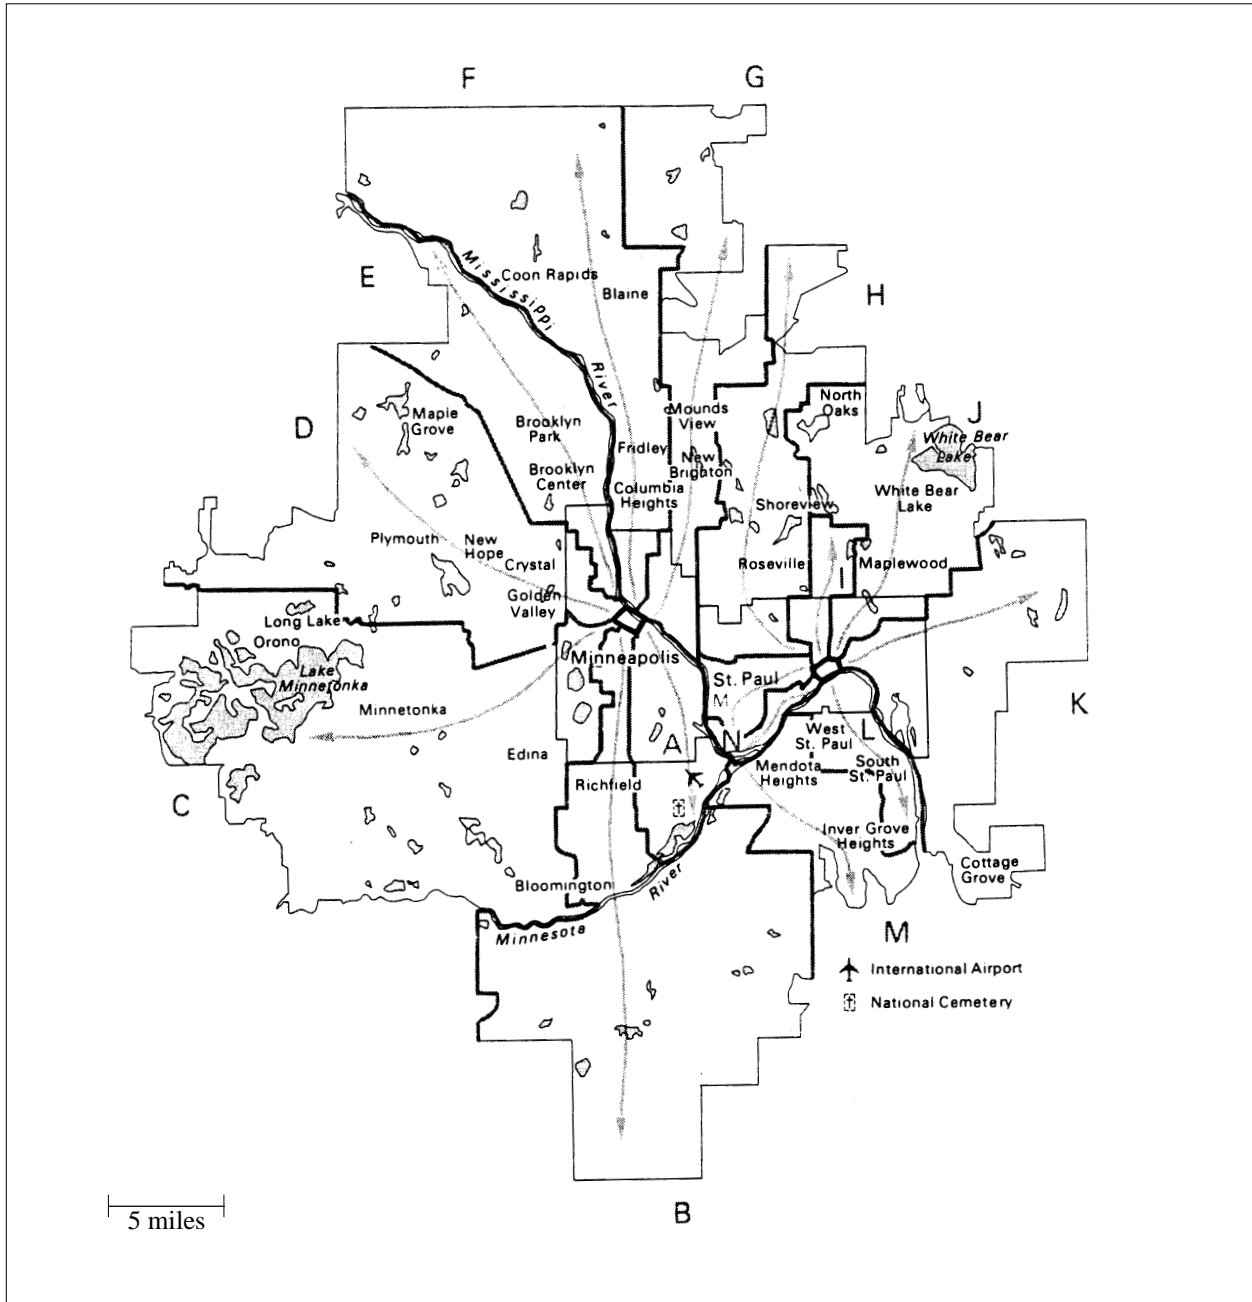 F
G
E
Mississippi
River
Coon Rapids
Blaine
H
D
Maple
Grove
Brooklyn
Park
Fridley
Mounds
View
North
Oaks
J
White Bear
Lake
Brooklyn
Center
Columbia
Heights
New
Brighton
Shoreview
White Bear
Lake
Plymouth
New
Hope
Crystal
Roseville
I
Maplewood
Golden
Valley
Long Lake
Orono
Lake
Minnetonka
Minneapolis
St. Paul
M
Minnetonka
Edina
A
N
West
St. Paul
L
K
C
Richfield
Mendota
Heights
South
St. Paul
Inver Grove
Heights
Cottage
Grove
Bloomington
River
Minnesota
M
International Airport
National Cemetery
5 miles
B